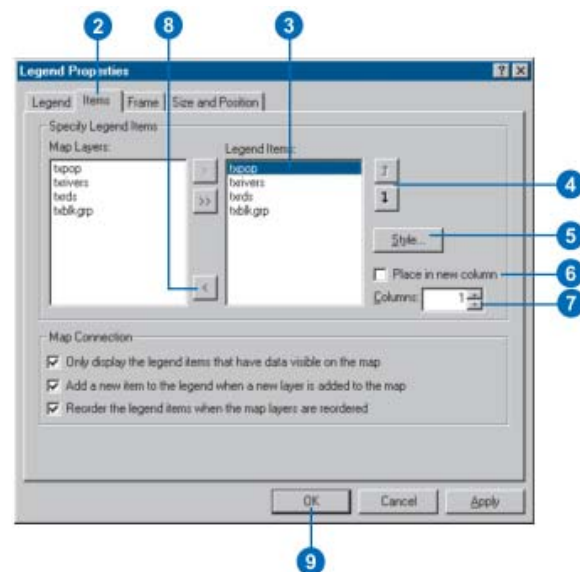 2
8
3
Legend Properties
Legend Items Frame Size and Position
Specify Legend Items
Map Layers:
txpop
txrivers
txrds
txblk.grp
>
>>
<
Legend Items:
txpop
txrivers
txrds
txblk.grp
4
Style...
5
Place in new column
6
Columns: 1
7
Map Connection
Only display the legend items that have data visible on the map
Add a new item to the legend when a new layer is added to the map
Reorder the legend items when the map layers are reordered
OK Cancel Apply
9